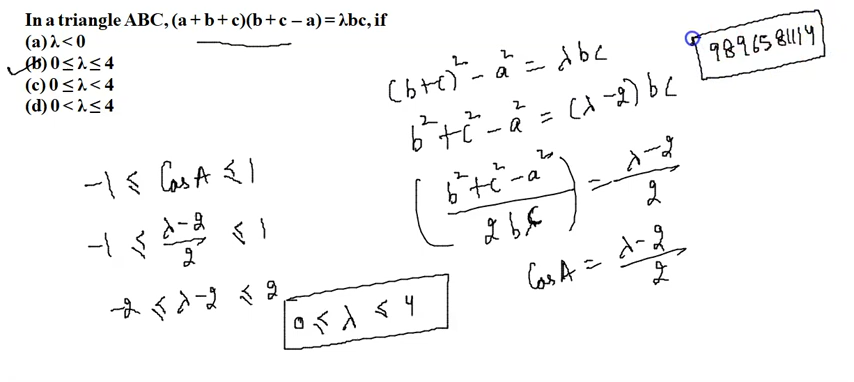 In a triangle ABC, (a + b + c)(b + c – a) = λbc, if
(a) λ < 0
(b) 0 ≤ λ ≤ 4
(c) 0 ≤ λ < 4
(d) 0 < λ ≤ 4
(b+c)² - a² = λbc
b² + c² - a² = (λ-2)bc
(b² + c² - a² / 2bc) = λ-2 / 2
CosA = λ-2 / 2
-1 ≤ CosA ≤ 1
-1 ≤ λ-2 / 2 ≤ 1
-2 ≤ λ-2 ≤ 2
0 ≤ λ ≤ 4
9896581114